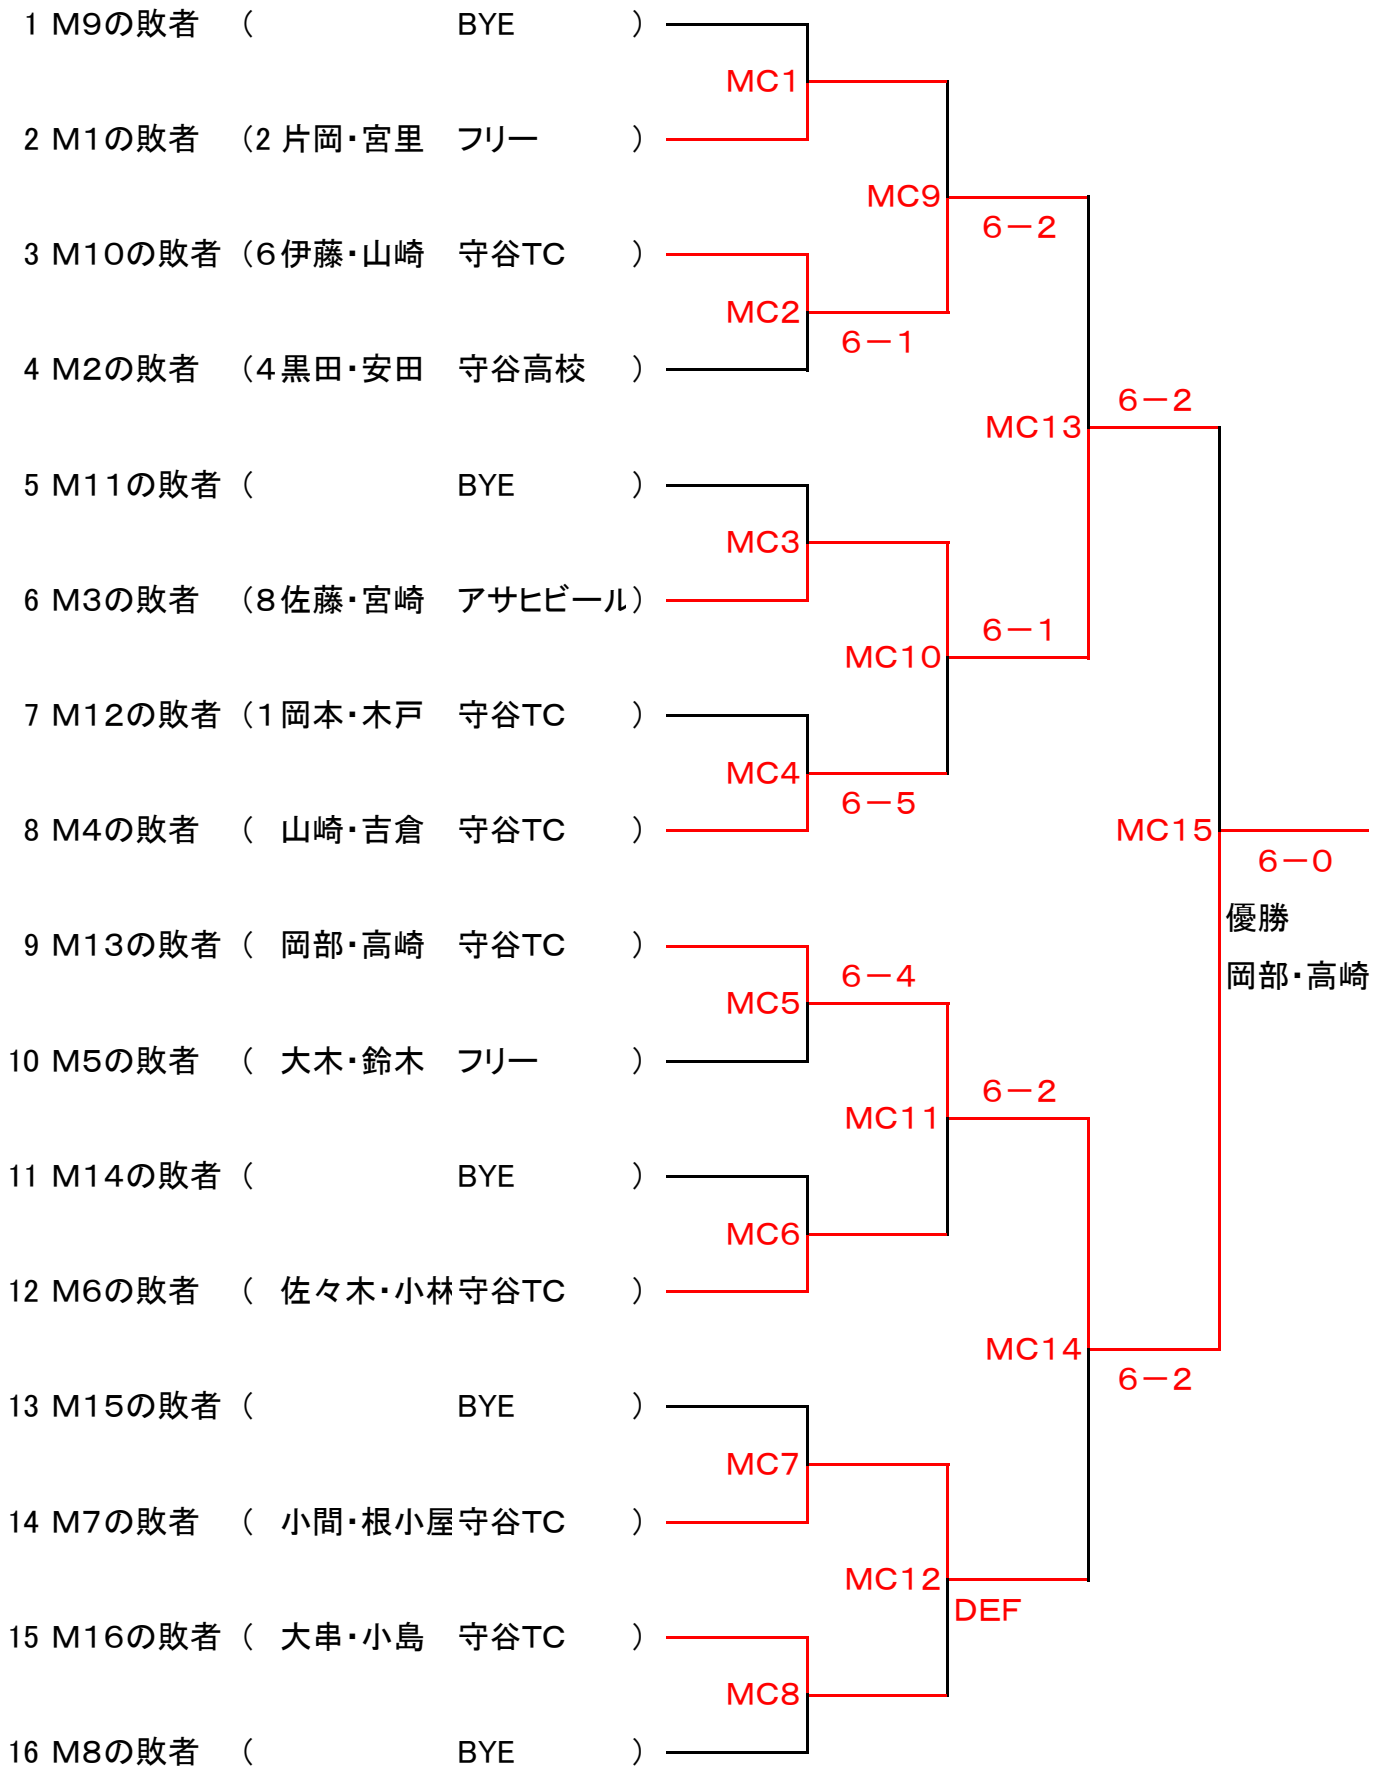 1 M9の敗者 ( BYE )
MC1
2 M1の敗者 (2 片岡・宮里 フリー )
MC9
6-2
3 M10の敗者 (6 伊藤・山崎 守谷TC )
MC2
6-1
4 M2の敗者 (4 黒田・安田 守谷高校 )
6-2
MC13
5 M11の敗者 ( BYE )
MC3
6 M3の敗者 (8 佐藤・宮崎 アサヒビール )
6-1
MC10
7 M12の敗者 (1 岡本・木戸 守谷TC )
MC4
6-5
8 M4の敗者 ( 山崎・吉倉 守谷TC )
MC15
6-0
優勝
岡部・高崎
9 M13の敗者 ( 岡部・高崎 守谷TC )
6-4
MC5
10 M5の敗者 ( 大木・鈴木 フリー )
6-2
MC11
11 M14の敗者 ( BYE )
MC6
12 M6の敗者 ( 佐々木・小林 守谷TC )
MC14
6-2
13 M15の敗者 ( BYE )
MC7
14 M7の敗者 ( 小間・根小屋 守谷TC )
MC12
DEF
15 M16の敗者 ( 大串・小島 守谷TC )
MC8
16 M8の敗者 ( BYE )